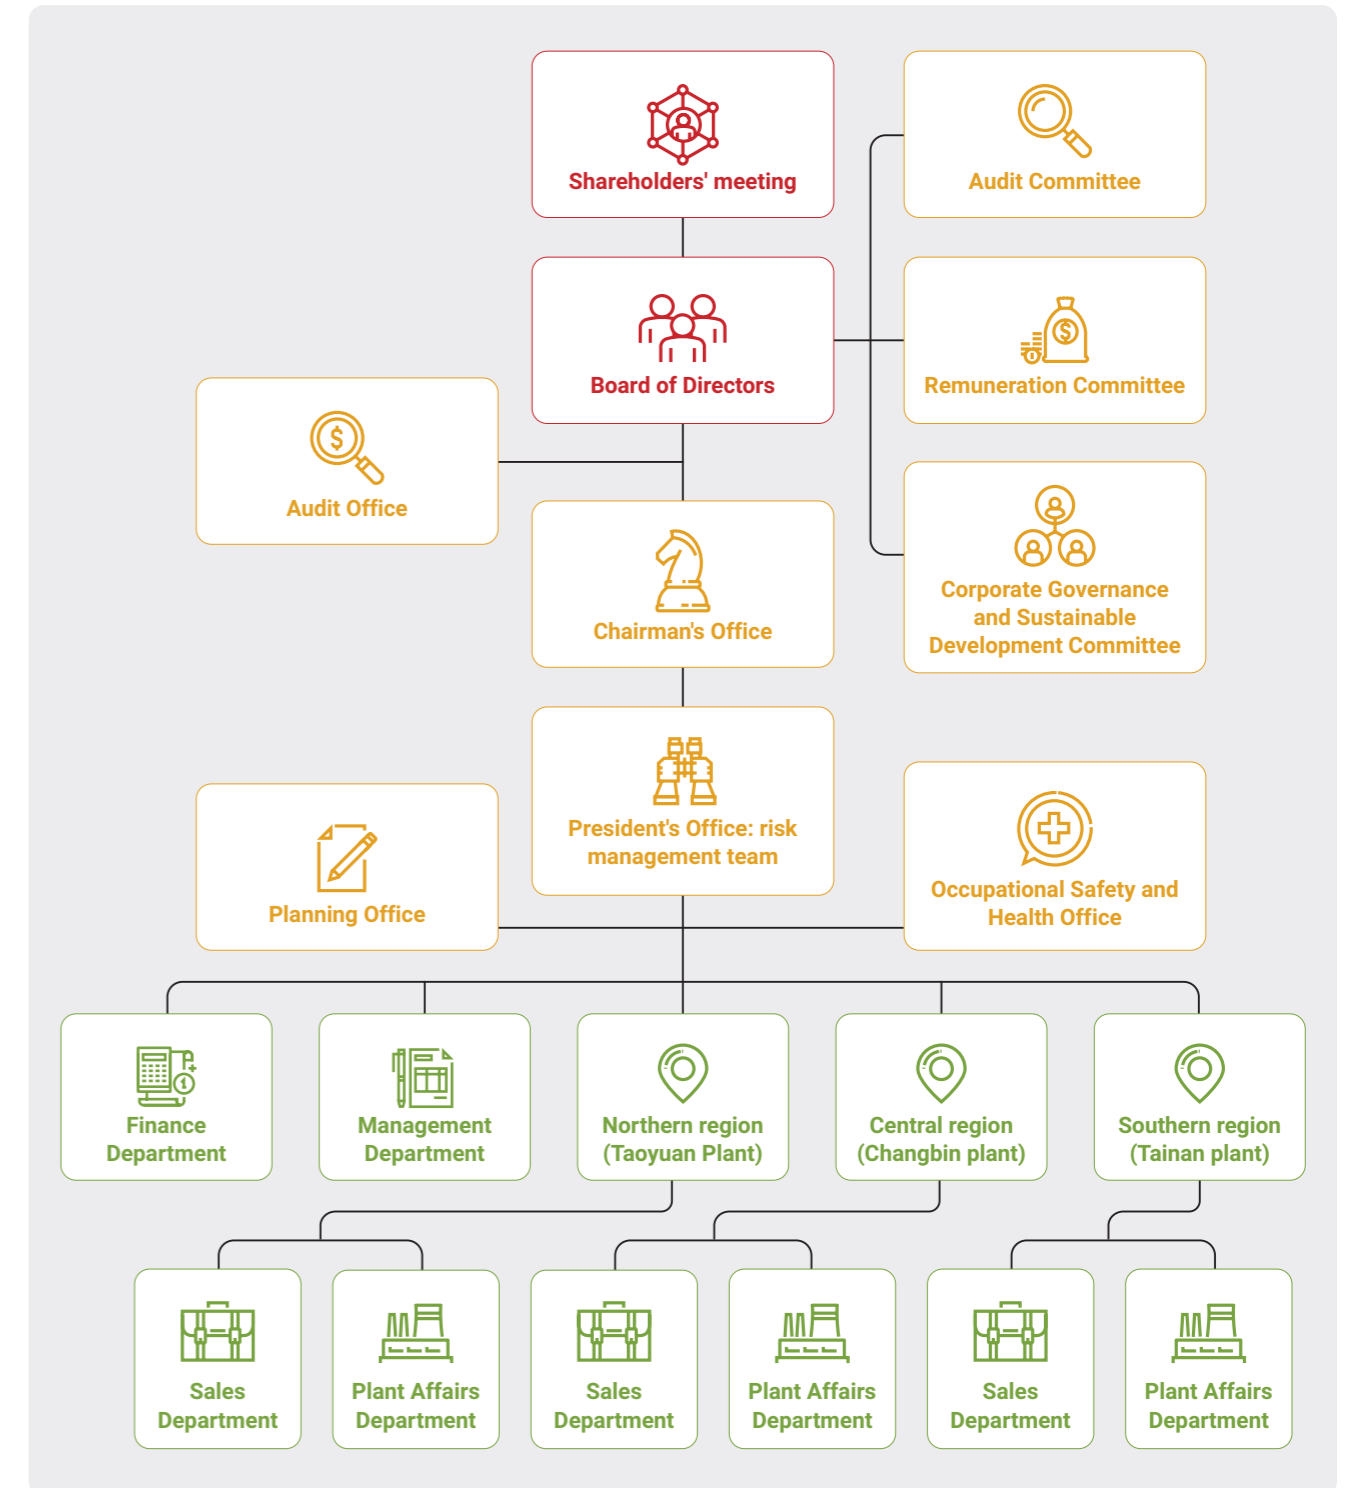 Shareholders' meeting
Audit Committee
Board of Directors
Remuneration Committee
Audit Office
Chairman's Office
Corporate Governance
and Sustainable
Development Committee
President's Office: risk
management team
Planning Office
Occupational Safety and
Health Office
Finance
Department
Management
Department
Northern region
(Taoyuan Plant)
Central region
(Changbin plant)
Southern region
(Tainan plant)
Sales
Department
Plant Affairs
Department
Sales
Department
Plant Affairs
Department
Sales
Department
Plant Affairs
Department